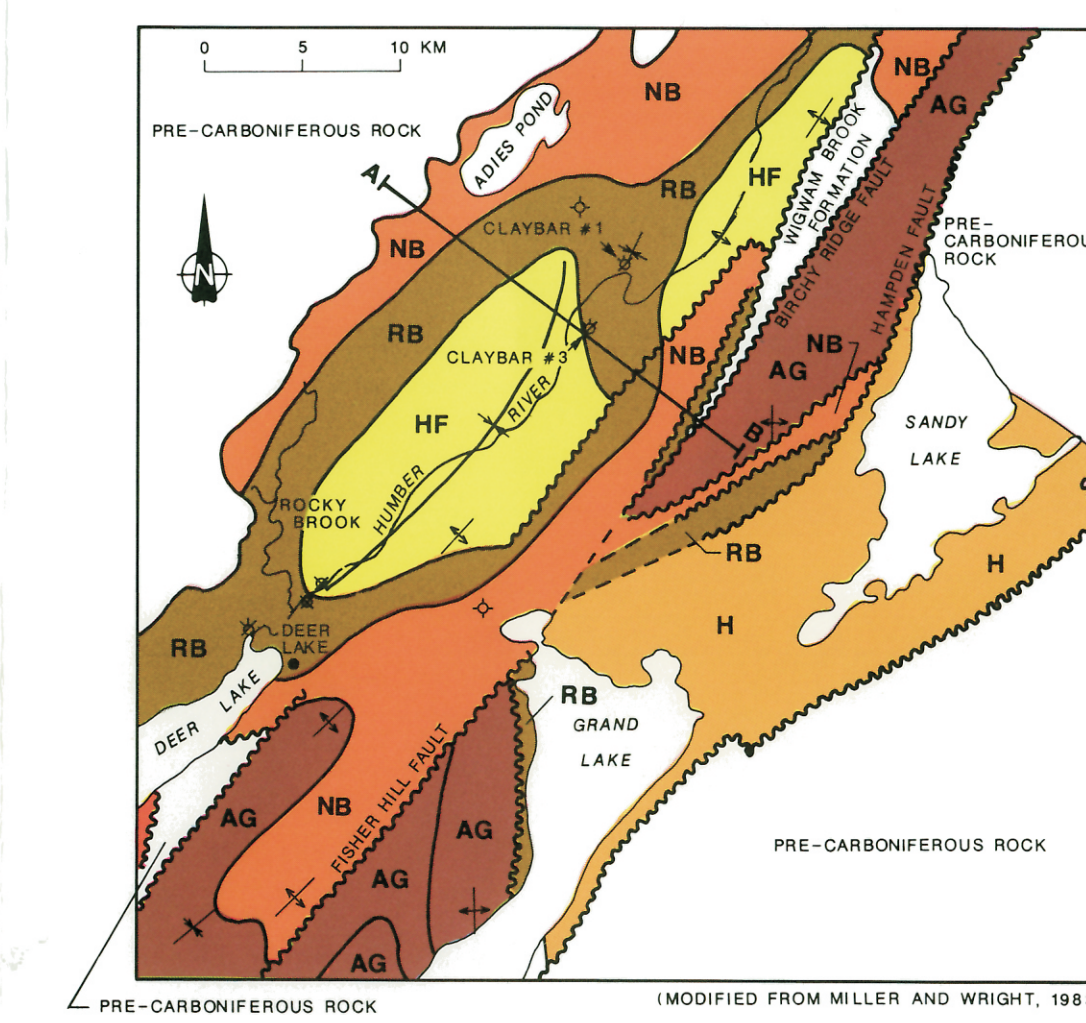 0 5 10 KM
PRE-CARBONIFEROUS ROCK
ADIES POND
NB
NB
AG
A
RB
HF
WIGWAM BROOK
FORMATION
BIRCHY RIDGE FAULT
HAMPDEN FAULT
PRE-
CARBONIFEROU
ROCK
N
NB
CLAYBAR #1
RB
CLAYBAR #3
NB
NB
AG
B
HF
HUMBER RIVER
SANDY
LAKE
ROCKY
BROOK
RB
H
H
RB
DEER
LAKE
DEER LAKE
RB
GRAND
LAKE
AG
NB
FISHER HILL FAULT
AG
AG
AG
PRE-CARBONIFEROUS ROCK
PRE-CARBONIFEROUS ROCK
(MODIFIED FROM MILLER AND WRIGHT, 198